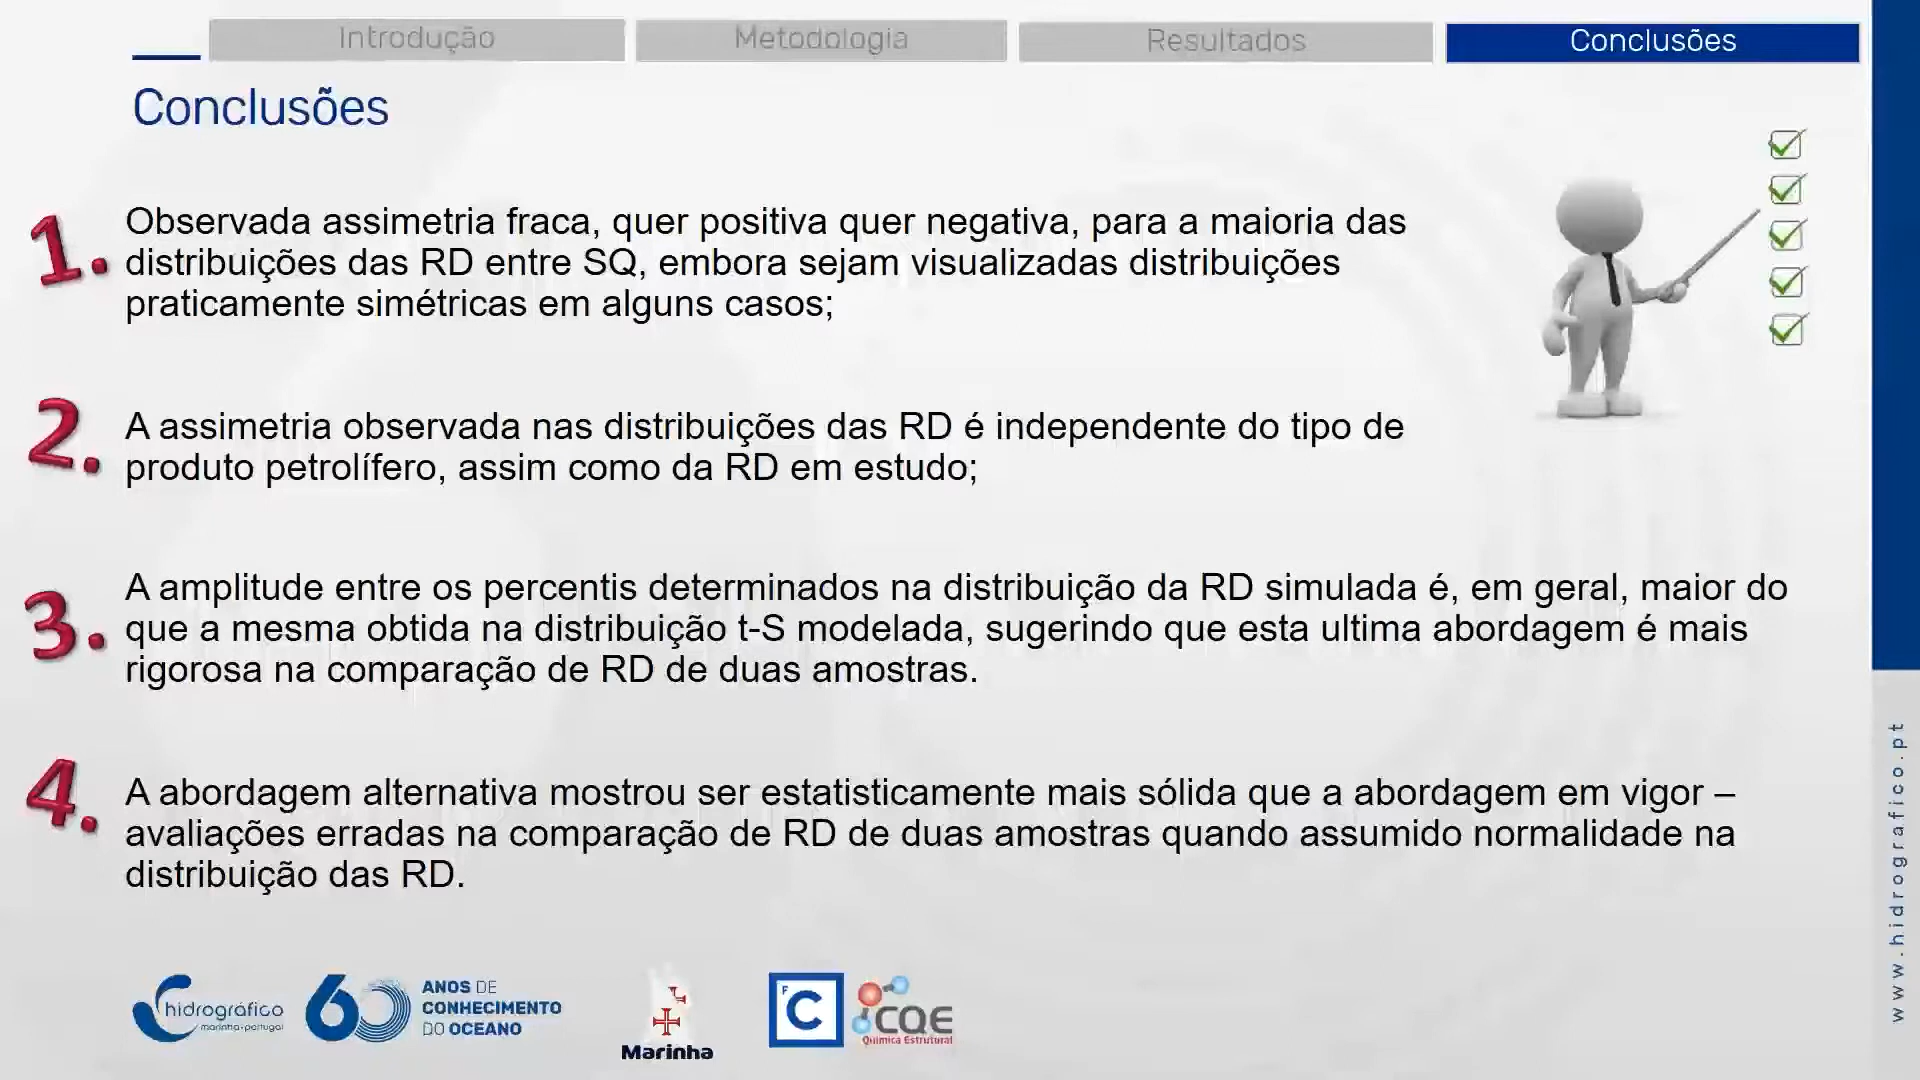 Introdução
Metodologia
Resultados
Conclusões
Conclusões
1. Observada assimetria fraca, quer positiva quer negativa, para a maioria das
distribuições das RD entre SQ, embora sejam visualizadas distribuições
praticamente simétricas em alguns casos;
2. A assimetria observada nas distribuições das RD é independente do tipo de
produto petrolífero, assim como da RD em estudo;
3. A amplitude entre os percentis determinados na distribuição da RD simulada é, em geral, maior do
que a mesma obtida na distribuição t-S modelada, sugerindo que esta ultima abordagem é mais
rigorosa na comparação de RD de duas amostras.
4. A abordagem alternativa mostrou ser estatisticamente mais sólida que a abordagem em vigor –
avaliações erradas na comparação de RD de duas amostras quando assumido normalidade na
distribuição das RD.
www.hidrografico.pt
hidrográfico
marinha-portugal
60
ANOS DE
CONHECIMENTO
DO OCEANO
Marinha
F
C
CQE
Química Estrutural